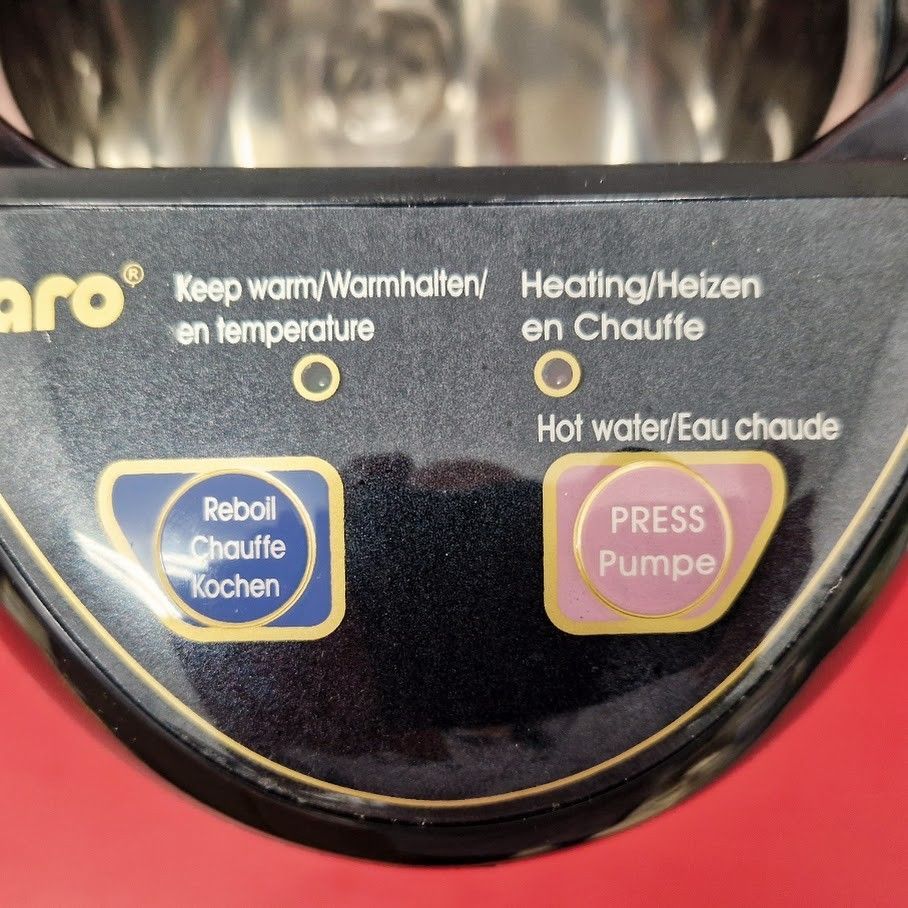 aro®
Keep warm/Warmhalten/
en temperature
Heating/Heizen
en Chauffe
Hot water/Eau chaude
Reboil
Chauffe
Kochen
PRESS
Pumpe